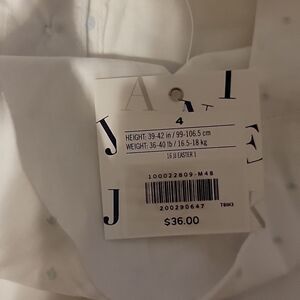 A N I
4
HEIGHT: 39-42 in / 99-106.5 cm
WEIGHT: 36-40 lb / 16.5-18 kg
16 JJ EASTER 1
J E
100022809-M48
J
200290647
$36.00